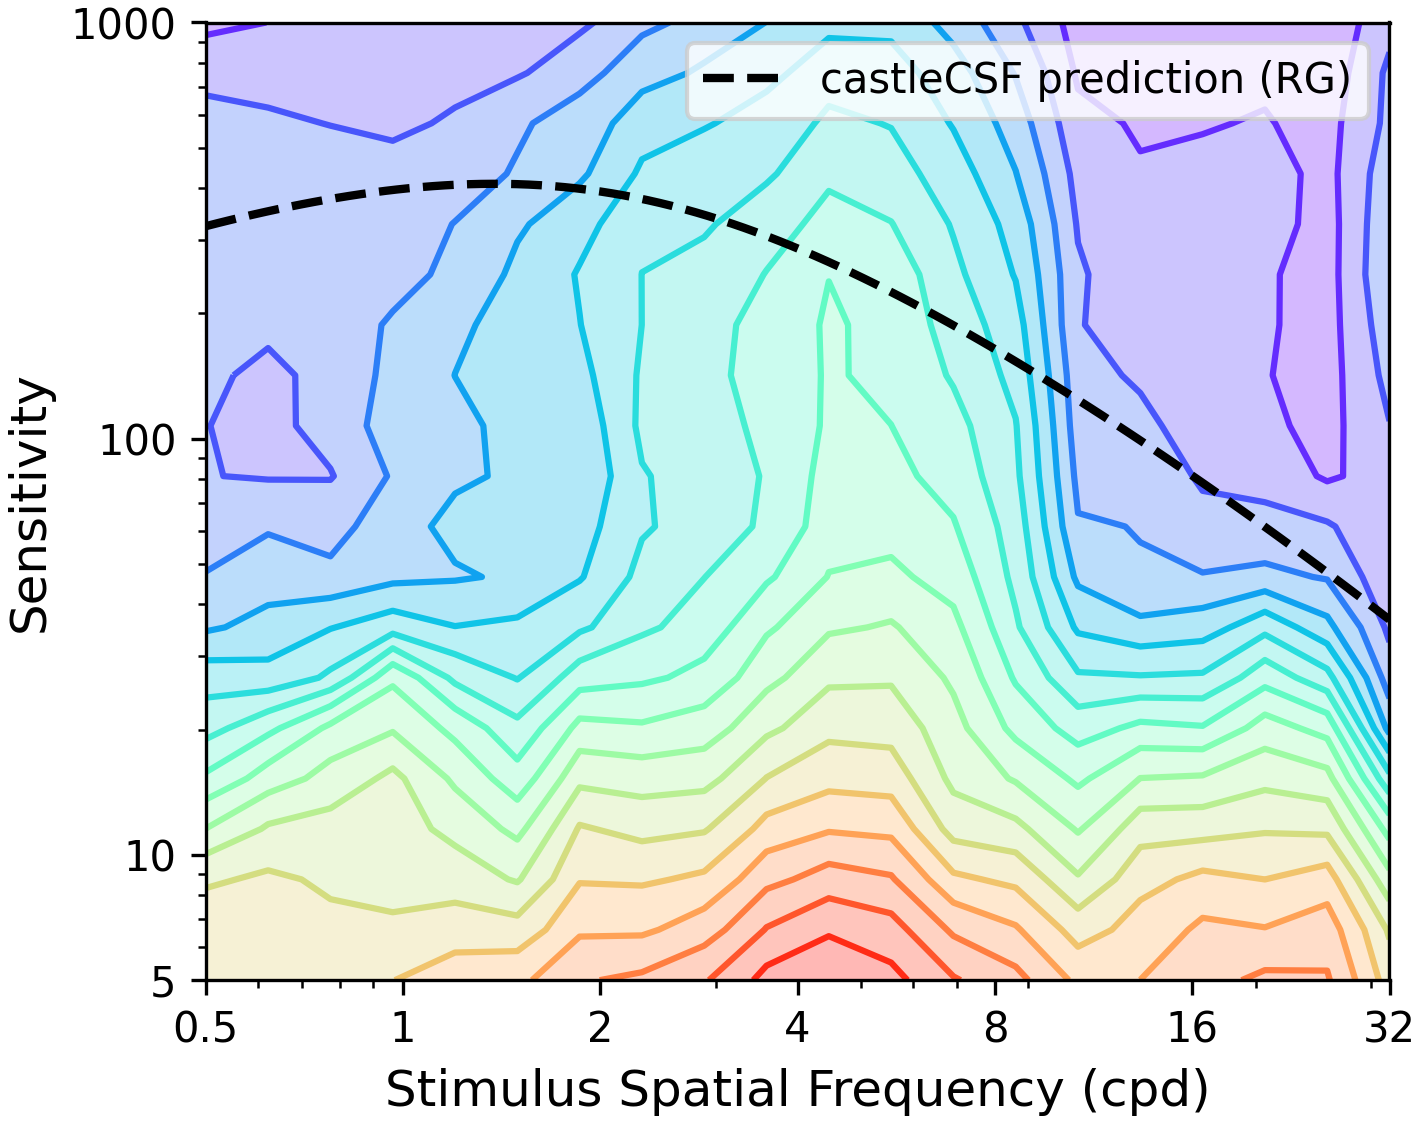 1000
castleCSF prediction (RG)
Sensitivity
100
10
5
0.5 1 2 4 8 16 32
Stimulus Spatial Frequency (cpd)